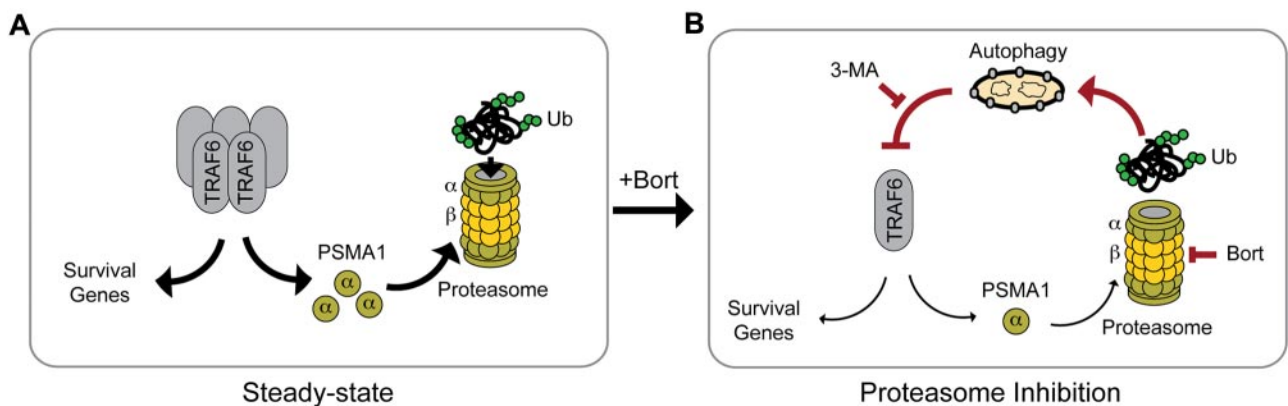 A
TRAF6
TRAF6
Ub
α
β
PSMA1
α
α
α
Survival
Genes
Proteasome
Steady-state
+Bort
B
Autophagy
3-MA
Ub
TRAF6
α
β
Bort
PSMA1
α
Survival
Genes
Proteasome
Proteasome Inhibition